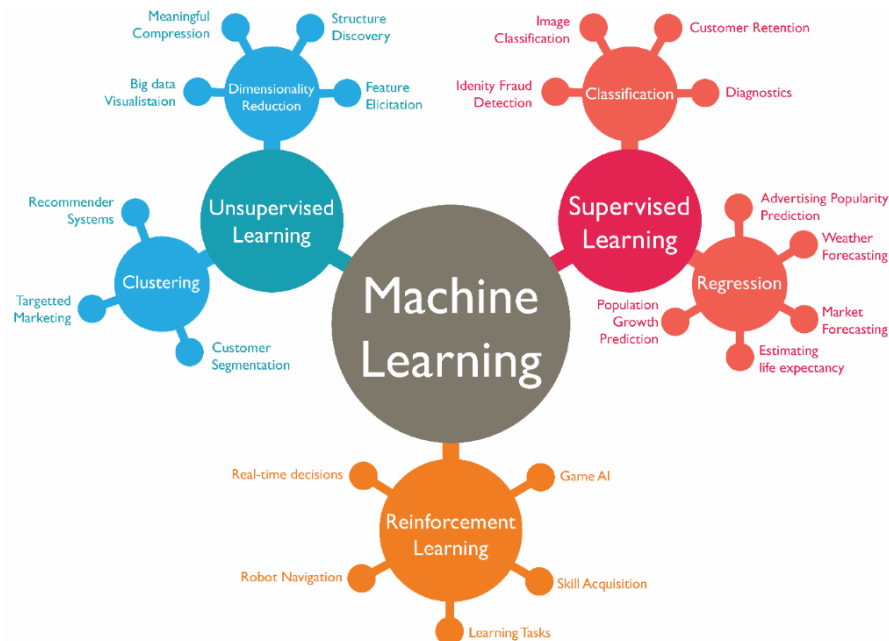 Meaningful
Compression
Structure
Discovery
Big data
Visualistaion
Dimensionality
Reduction
Feature
Elicitation
Image
Classification
Customer Retention
Idenity Fraud
Detection
Classification
Diagnostics
Unsupervised
Learning
Supervised
Learning
Recommender
Systems
Clustering
Targetted
Marketing
Customer
Segmentation
Machine
Learning
Advertising Popularity
Prediction
Weather
Forecasting
Regression
Population
Growth
Prediction
Market
Forecasting
Estimating
life expectancy
Real-time decisions
Game AI
Reinforcement
Learning
Robot Navigation
Skill Acquisition
Learning Tasks